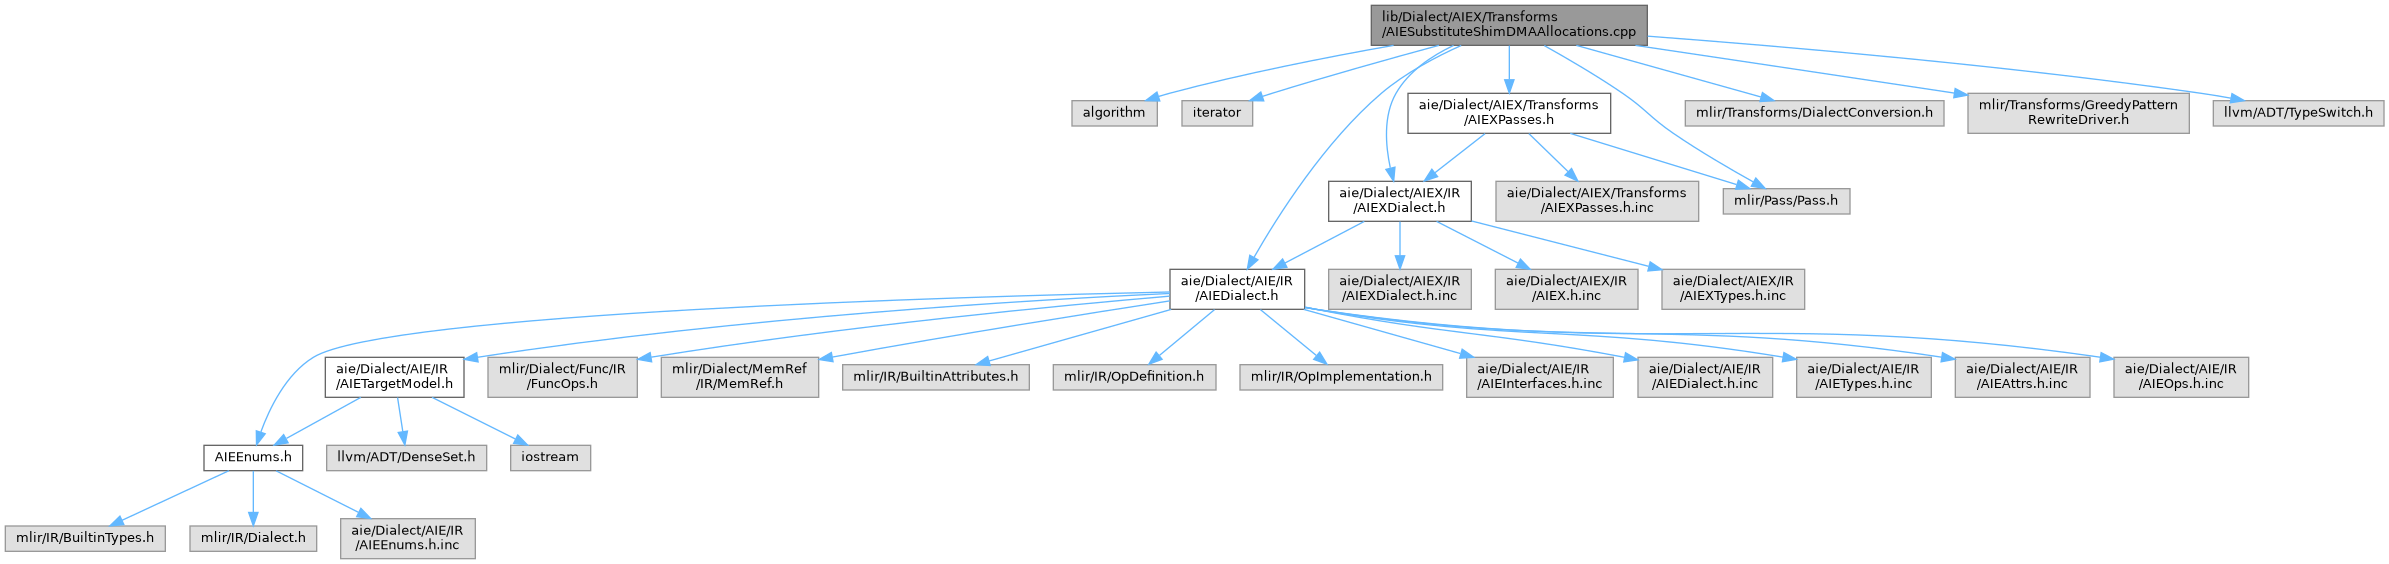 lib/Dialect/AIEX/Transforms
/AIESubstituteShimDMAAllocations.cpp
algorithm
iterator
aie/Dialect/AIEX/Transforms
/AIEXPasses.h
mlir/Transforms/DialectConversion.h
mlir/Transforms/GreedyPattern
RewriteDriver.h
llvm/ADT/TypeSwitch.h
aie/Dialect/AIEX/IR
/AIEXDialect.h
aie/Dialect/AIEX/Transforms
/AIEXPasses.h.inc
mlir/Pass/Pass.h
aie/Dialect/AIE/IR
/AIEDialect.h
aie/Dialect/AIEX/IR
/AIEXDialect.h.inc
aie/Dialect/AIEX/IR
/AIEX.h.inc
aie/Dialect/AIEX/IR
/AIEXTypes.h.inc
aie/Dialect/AIE/IR
/AIETargetModel.h
mlir/Dialect/Func/IR
/FuncOps.h
mlir/Dialect/MemRef
/IR/MemRef.h
mlir/IR/BuiltinAttributes.h
mlir/IR/OpDefinition.h
mlir/IR/OpImplementation.h
aie/Dialect/AIE/IR
/AIEInterfaces.h.inc
aie/Dialect/AIE/IR
/AIEDialect.h.inc
aie/Dialect/AIE/IR
/AIETypes.h.inc
aie/Dialect/AIE/IR
/AIEAttrs.h.inc
aie/Dialect/AIE/IR
/AIEOps.h.inc
AIEEnums.h
llvm/ADT/DenseSet.h
iostream
mlir/IR/BuiltinTypes.h
mlir/IR/Dialect.h
aie/Dialect/AIE/IR
/AIEEnums.h.inc